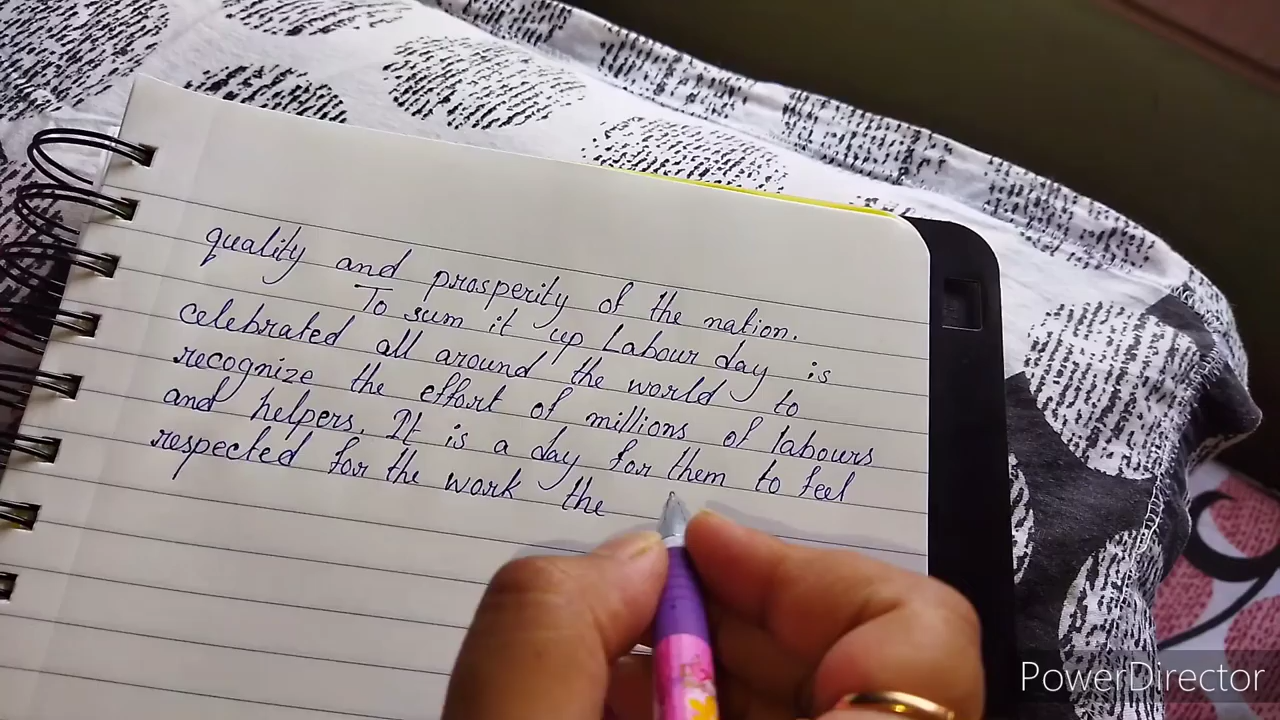 quality and prosperity of the nation.
To sum it up Labour day is
celebrated all around the world to
recognize the effort of millions of labours
and helpers. It is a day for them to feel
respected for the work the
PowerDirector